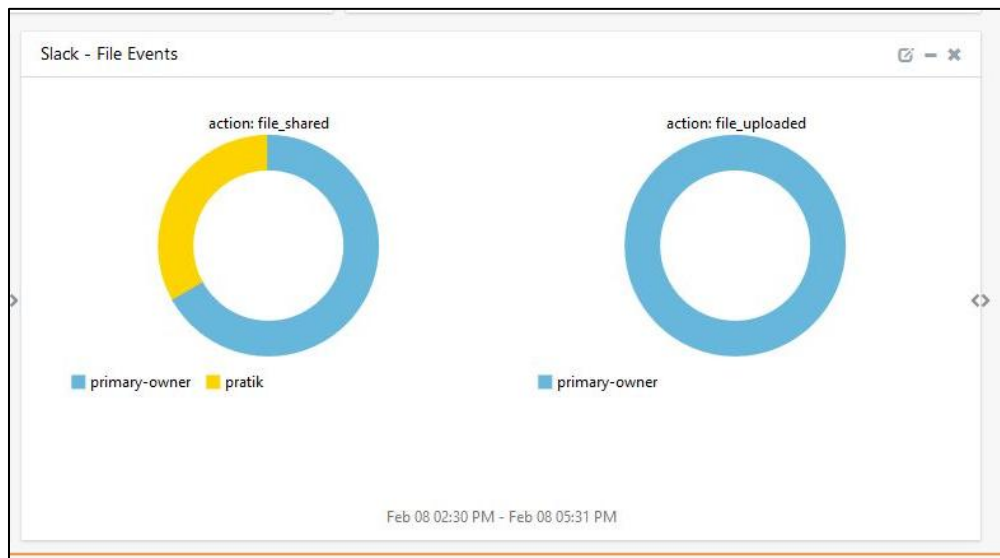 Slack - File Events
action: file_shared
action: file_uploaded
primary-owner pratik
primary-owner
Feb 08 02:30 PM - Feb 08 05:31 PM